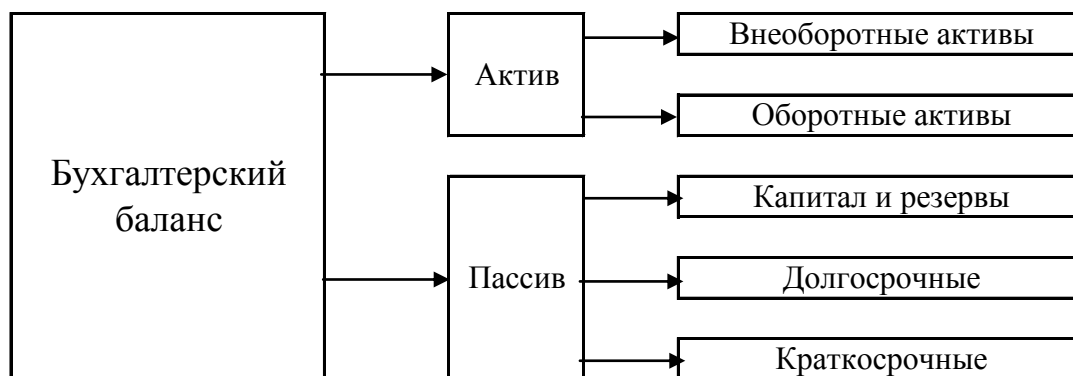 Бухгалтерский
баланс
Актив
Внеоборотные активы
Оборотные активы
Пассив
Капитал и резервы
Долгосрочные
Краткосрочные